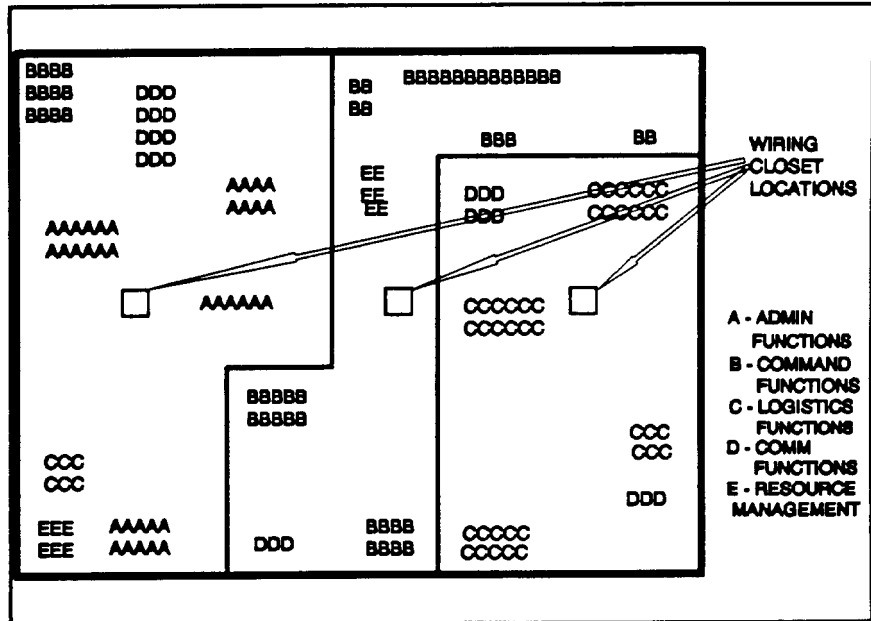 BBBB
BBBB
BBBB
DDD
DDD
DDD
DDD
AAAA
AAAA
AAAAAA
AAAAAA
AAAAAA
CCC
CCC
EEE
EEE
AAAAA
AAAAA
BB
BB
BBBBBBBBBBBBB
BBB
BB
EE
EE
EE
BBBBB
BBBBB
DDD
BBBB
BBBB
DDD
DDD
CCCCCC
CCCCCC
CCCCCC
CCCCCC
CCC
CCC
DDD
CCCCC
CCCCC
WIRING
CLOSET
LOCATIONS
A - ADMIN
FUNCTIONS
B - COMMAND
FUNCTIONS
C - LOGISTICS
FUNCTIONS
D - COMM
FUNCTIONS
E - RESOURCE
MANAGEMENT